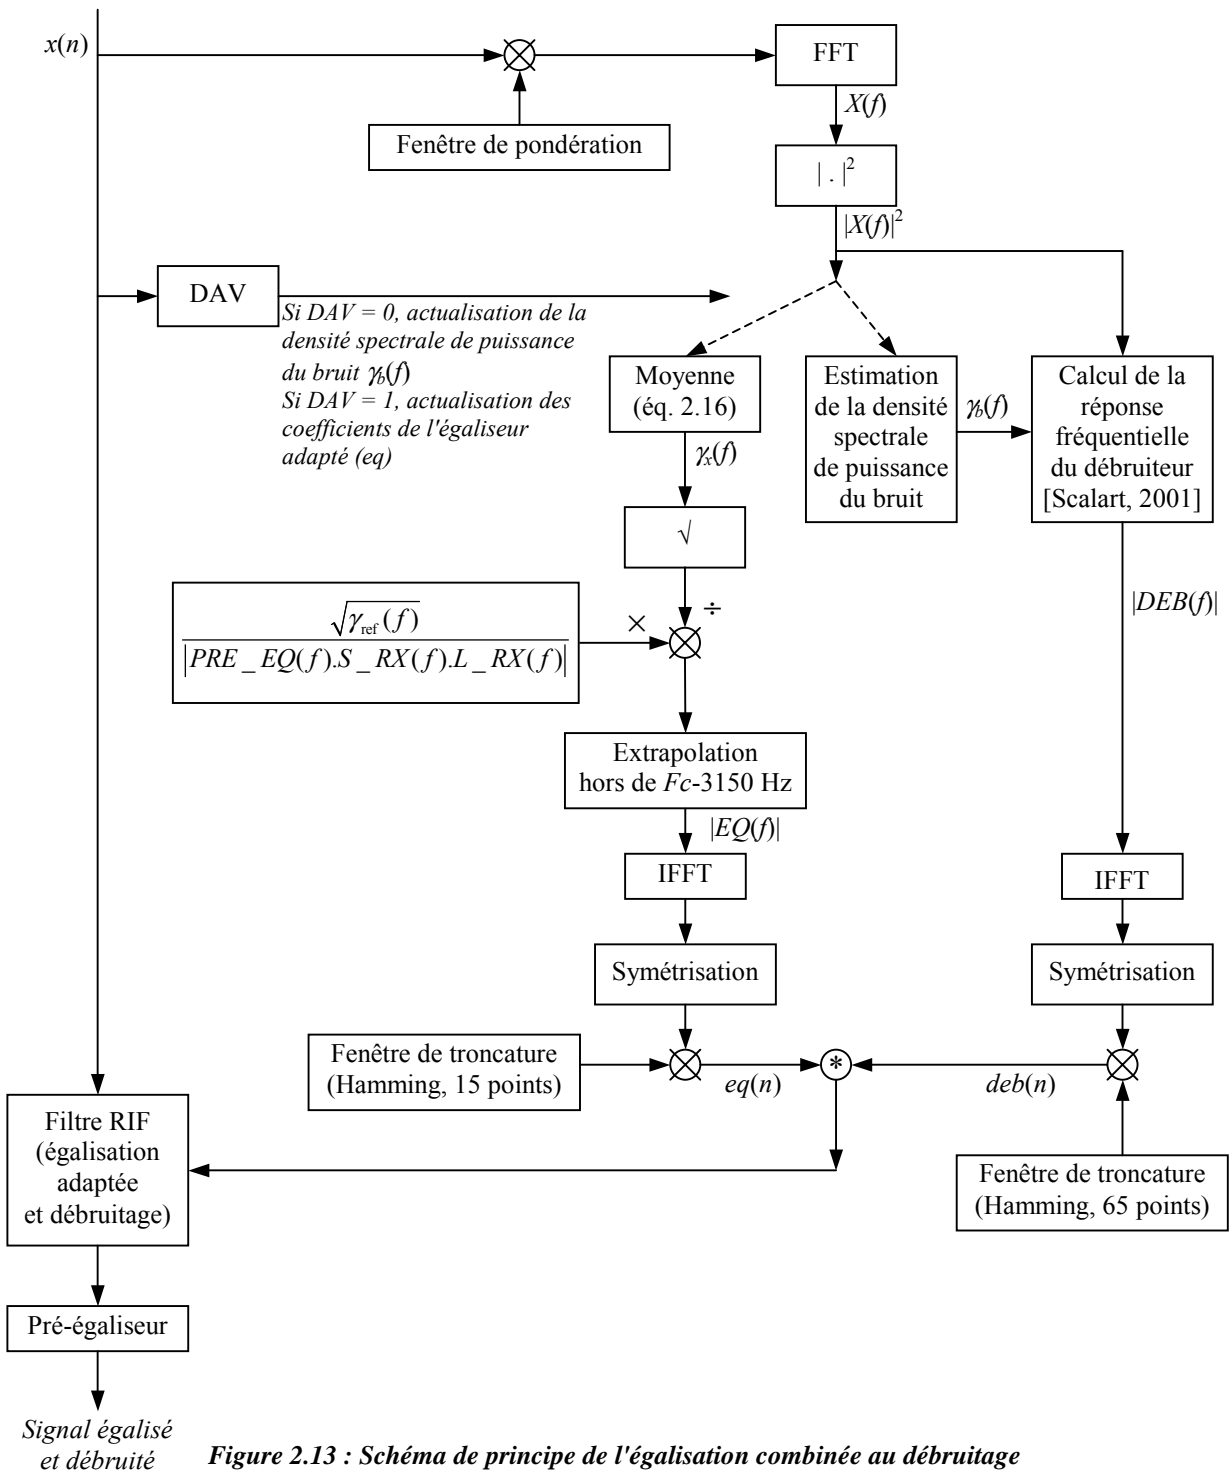 x(n)
FFT
X(f)
Fenêtre de pondération
| . |²
|X(f)|²
DAV
Si DAV = 0, actualisation de la
densité spectrale de puissance
du bruit γb(f)
Si DAV = 1, actualisation des
coefficients de l'égaliseur
adapté (eq)
Moyenne
(éq. 2.16)
Estimation
de la densité
spectrale
de puissance
du bruit
γb(f)
Calcul de la
réponse
fréquentielle
du débruiteur
[Scalart, 2001]
γx(f)
√
÷
×
√γref(f)
|PRE_EQ(f).S_RX(f).L_RX(f)|
|DEB(f)|
Extrapolation
hors de Fc-3150 Hz
|EQ(f)|
IFFT
IFFT
Symétrisation
Symétrisation
Fenêtre de troncature
(Hamming, 15 points)
eq(n)
*
deb(n)
Filtre RIF
(égalisation
adaptée
et débruitage)
Fenêtre de troncature
(Hamming, 65 points)
Pré-égaliseur
Signal égalisé
et débruité
Figure 2.13 : Schéma de principe de l'égalisation combinée au débruitage